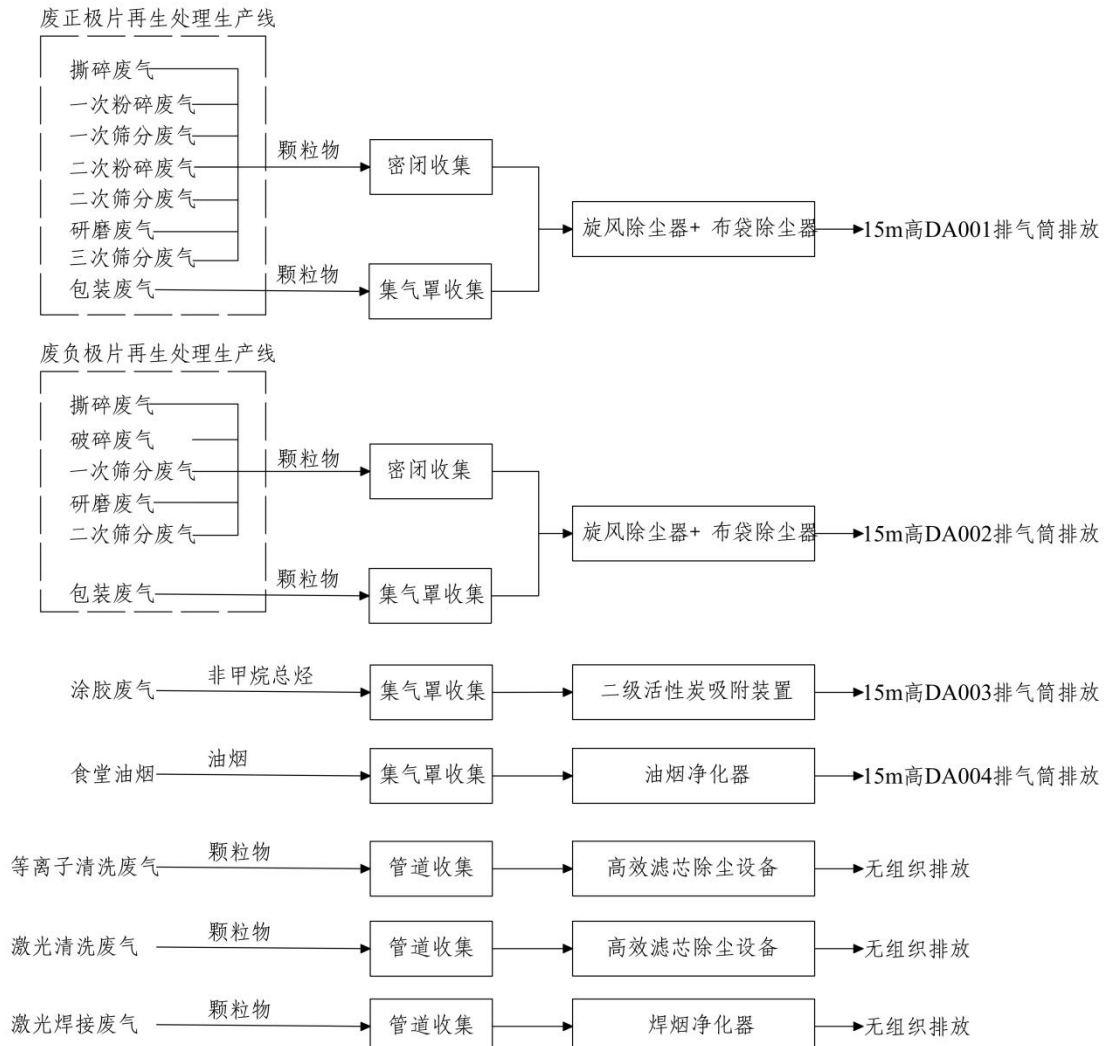 废正极片再生处理生产线
撕碎废气
一次粉碎废气
一次筛分废气
二次粉碎废气
二次筛分废气
研磨废气
三次筛分废气
包装废气
颗粒物
颗粒物
密闭收集
集气罩收集
旋风除尘器+ 布袋除尘器
15m高DA001排气筒排放
废负极片再生处理生产线
撕碎废气
破碎废气
一次筛分废气
研磨废气
二次筛分废气
包装废气
颗粒物
颗粒物
密闭收集
集气罩收集
旋风除尘器+ 布袋除尘器
15m高DA002排气筒排放
涂胶废气
非甲烷总烃
集气罩收集
二级活性炭吸附装置
15m高DA003排气筒排放
食堂油烟
油烟
集气罩收集
油烟净化器
15m高DA004排气筒排放
等离子清洗废气
颗粒物
管道收集
高效滤芯除尘设备
无组织排放
激光清洗废气
颗粒物
管道收集
高效滤芯除尘设备
无组织排放
激光焊接废气
颗粒物
管道收集
焊烟净化器
无组织排放